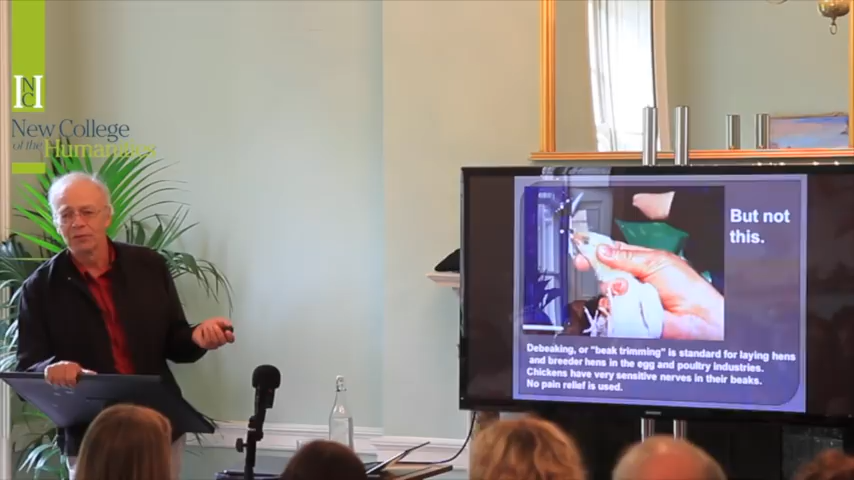 NHC
New College
of the Humanities
But not
this.
Debeaking, or "beak trimming" is standard for laying hens
and breeder hens in the egg and poultry industries.
Chickens have very sensitive nerves in their beaks.
No pain relief is used.